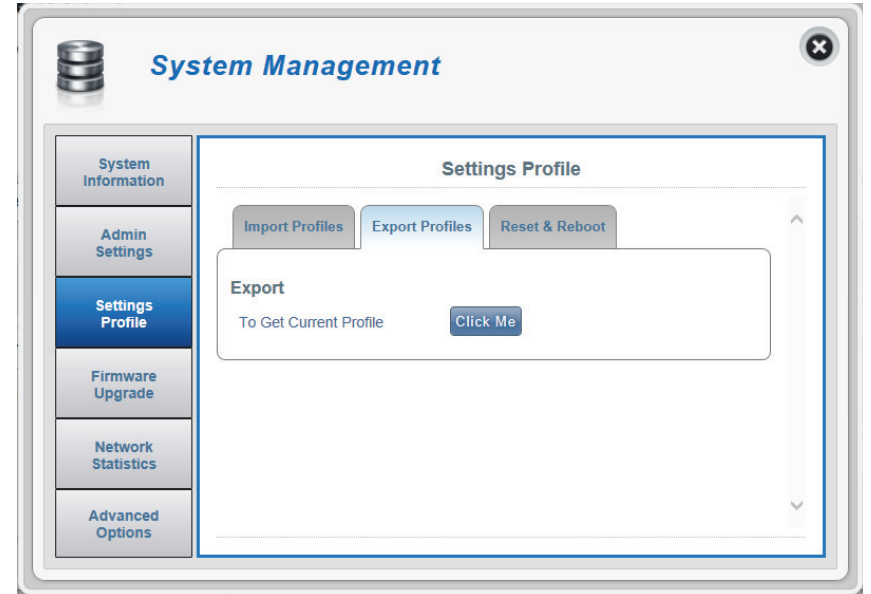 System Management
System
Information
Admin
Settings
Settings
Profile
Firmware
Upgrade
Network
Statistics
Advanced
Options
Settings Profile
Import Profiles
Export Profiles
Reset & Reboot
Export
To Get Current Profile
Click Me